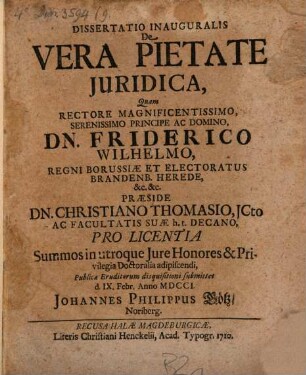 DISSERTATIO INAUGURALIS
De
VERA PIETATE
JURIDICA,
Quam
RECTORE MAGNIFICENTISSIMO,
SERENISSIMO PRINCIPE AC DOMINO,
DN. FRIDERICO
WILHELMO,
REGNI BORUSSIÆ ET ELECTORATUS
BRANDENB. HEREDE,
&c. &c.
PRÆSIDE
DN. CHRISTIANO THOMASIO, JCto
AC FACULTATIS SUÆ h.t. DECANO,
PRO LICENTIA
Summos in utroque Jure Honores & Pri-
vilegia Doctoralia adipiscendi,
Publicæ Eruditorum disquisitioni submittet
d. IX. Febr. Anno MDCCI.
JOHANNES PHILIPPUS Götz/
Noriberg.
RECUSA HALÆ MAGDEBURGICÆ,
Literis Christiani Henckelii, Acad. Typogr. 1710.